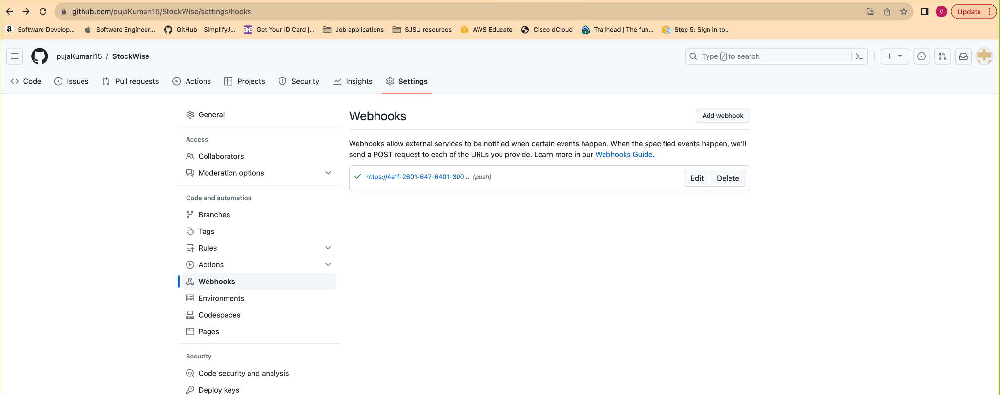 github.com/pujaKumari15/StockWise/settings/hooks
V
Update
a Software Develop... Software Engineer... GitHub - SimplifyJ... ae Get Your ID Card |... Job applications SJSU resources AWS Educate Cisco dCloud Trailhead | The fun... Step 5: Sign in to...
pujaKumari15 / StockWise
Type / to search
Code Issues Pull requests Actions Projects Security Insights Settings
General
Access
Collaborators
Moderation options
Code and automation
Branches
Tags
Rules
Actions
Webhooks
Environments
Codespaces
Pages
Security
Code security and analysis
Deploy keys
Webhooks
Add webhook
Webhooks allow external services to be notified when certain events happen. When the specified events happen, we'll
send a POST request to each of the URLs you provide. Learn more in our Webhooks Guide.
https://4a1f-2601-647-6401-300... (push)
Edit Delete